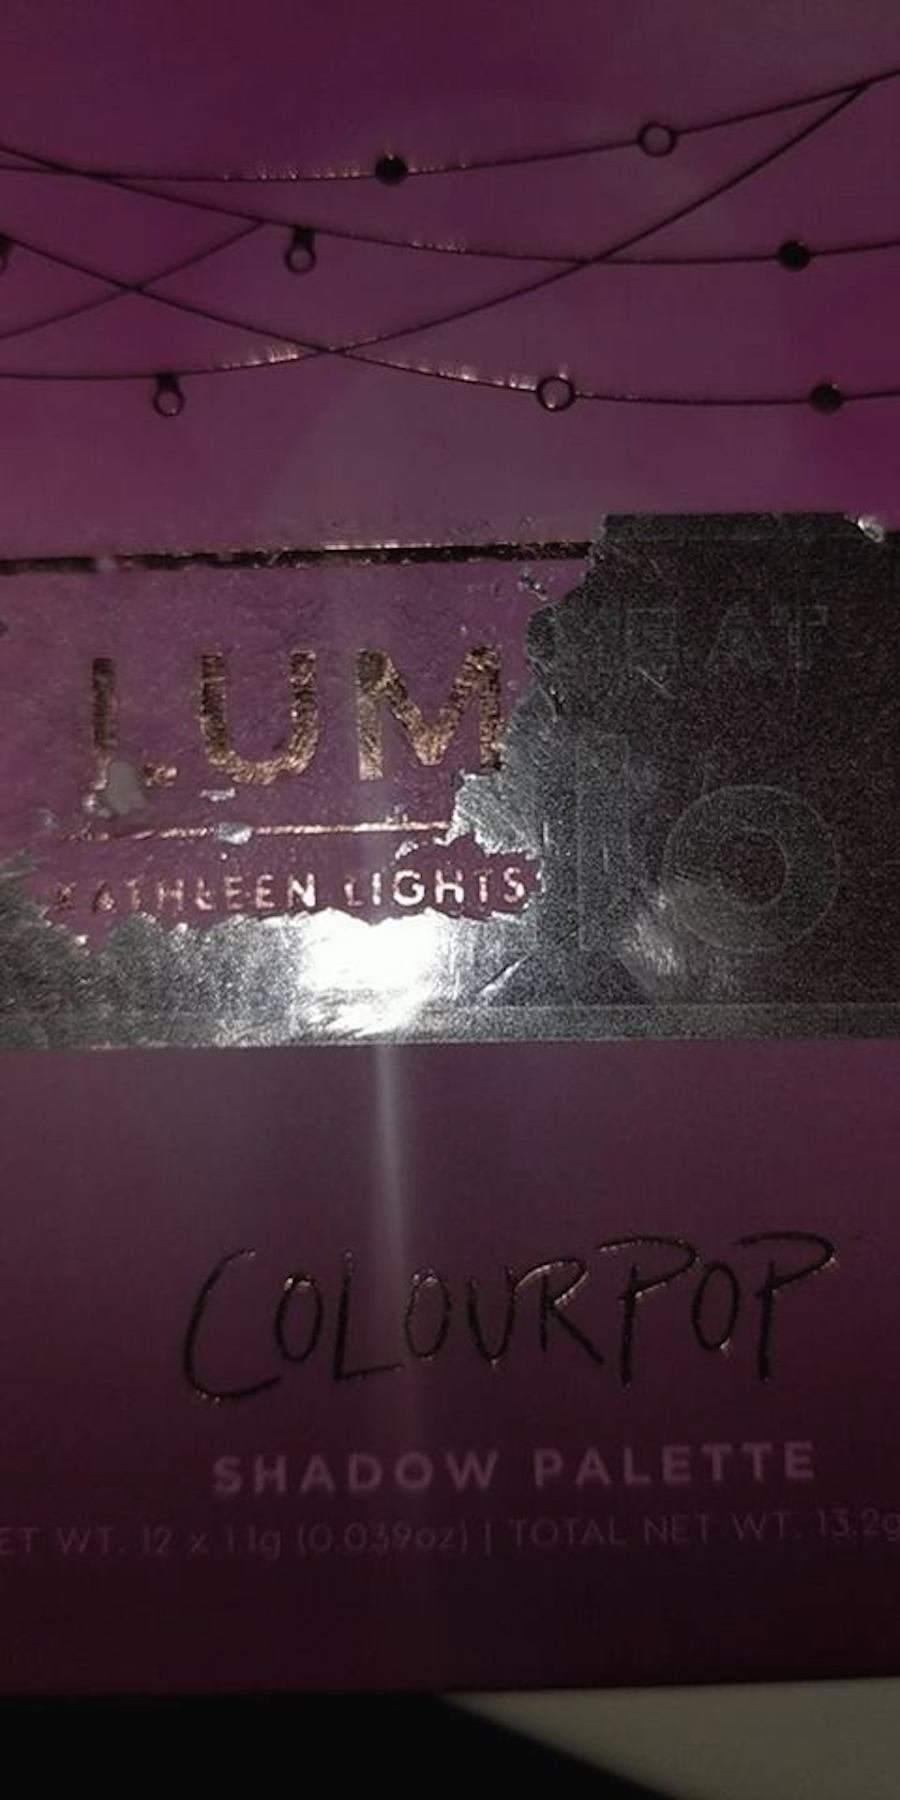 LUM
KATHLEEN LIGHTS
COLOURPOP
SHADOW PALETTE
ET WT. 12 x 1.1g (0.039oz) | TOTAL NET WT. 13.2g